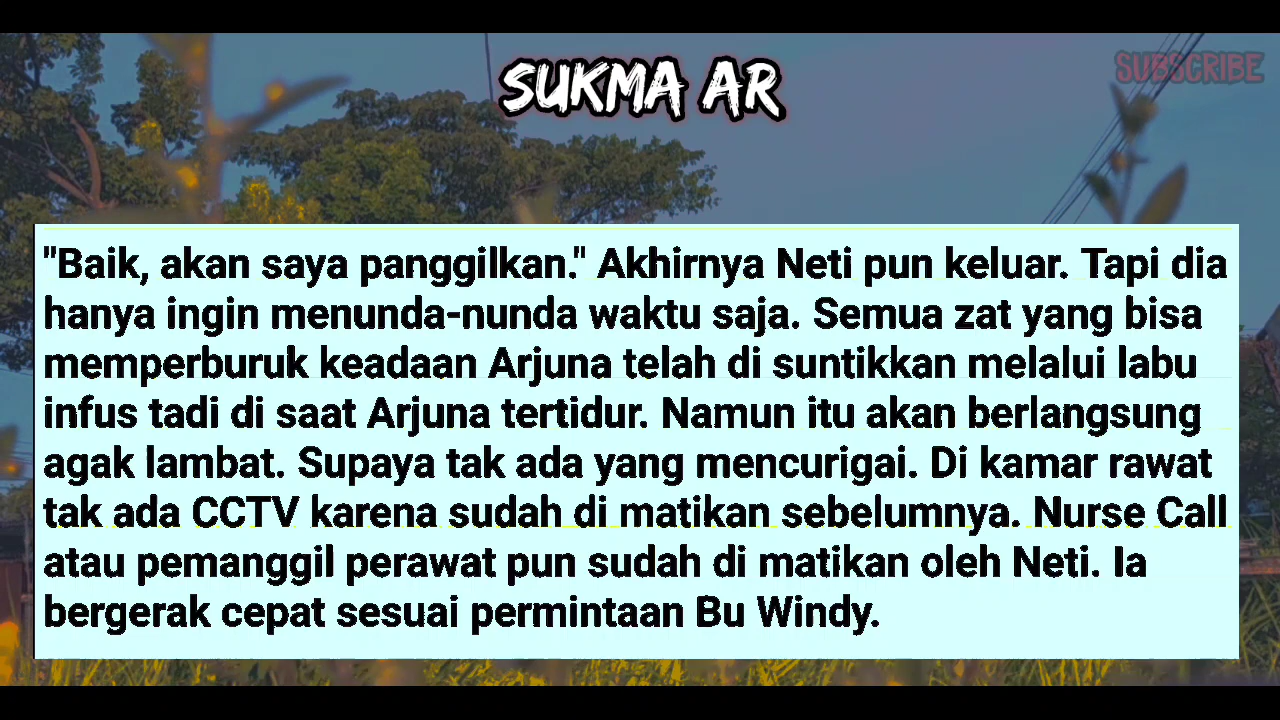 SUKMA AR
SUBSCRIBE
"Baik, akan saya panggilkan." Akhirnya Neti pun keluar. Tapi dia
hanya ingin menunda-nunda waktu saja. Semua zat yang bisa
memperburuk keadaan Arjuna telah di suntikkan melalui labu
infus tadi di saat Arjuna tertidur. Namun itu akan berlangsung
agak lambat. Supaya tak ada yang mencurigai. Di kamar rawat
tak ada CCTV karena sudah di matikan sebelumnya. Nurse Call
atau pemanggil perawat pun sudah di matikan oleh Neti. Ia
bergerak cepat sesuai permintaan Bu Windy.